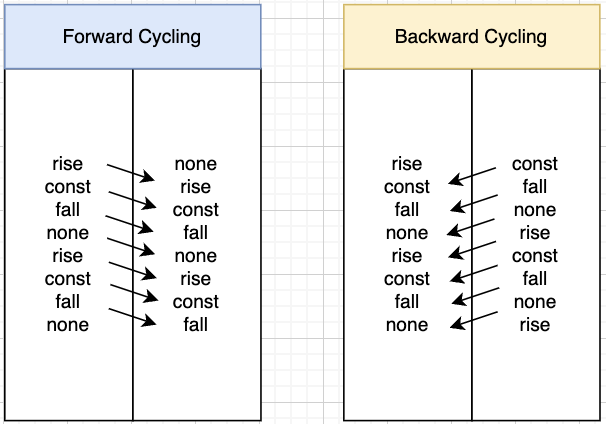 Forward Cycling
Backward Cycling
rise none
const rise
fall const
none fall
rise none
const rise
fall const
none fall
rise const
const fall
fall none
none rise
rise const
const fall
fall none
none rise